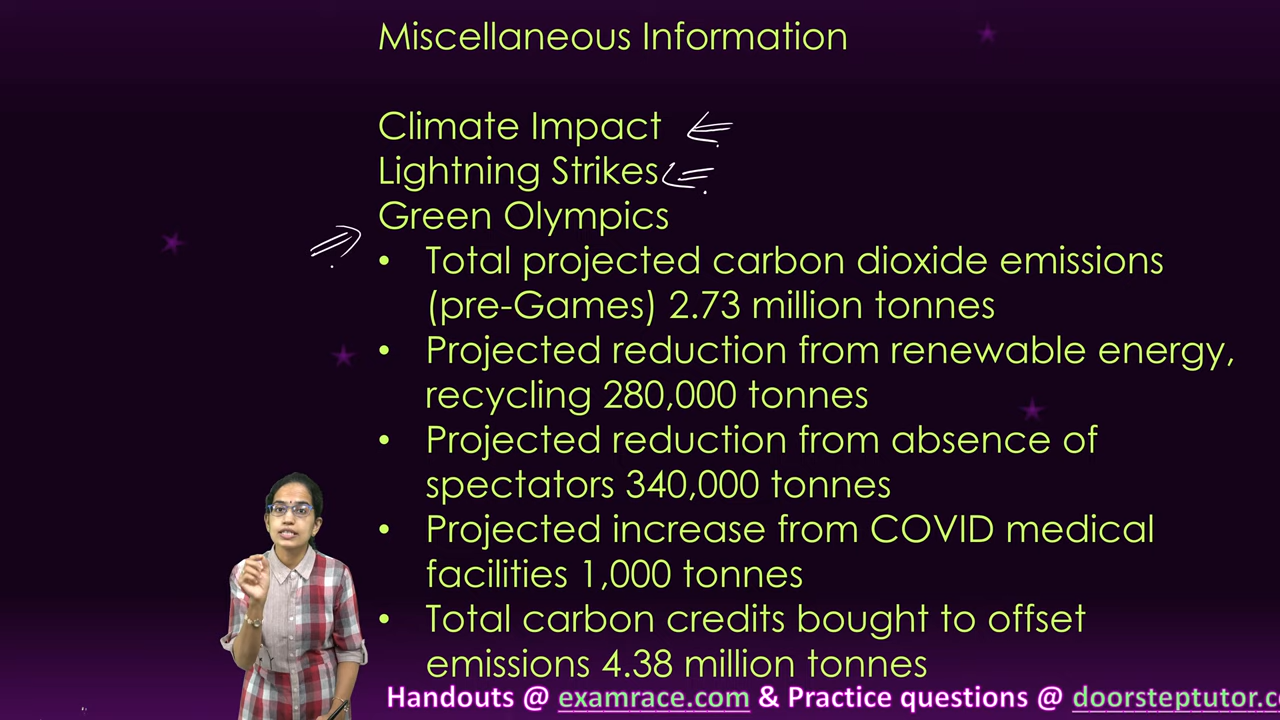 Miscellaneous Information
Climate Impact
Lightning Strikes
Green Olympics
• Total projected carbon dioxide emissions
(pre-Games) 2.73 million tonnes
• Projected reduction from renewable energy,
recycling 280,000 tonnes
• Projected reduction from absence of
spectators 340,000 tonnes
• Projected increase from COVID medical
facilities 1,000 tonnes
• Total carbon credits bought to offset
emissions 4.38 million tonnes
Handouts @ examrace.com & Practice questions @ doorsteptutor.c